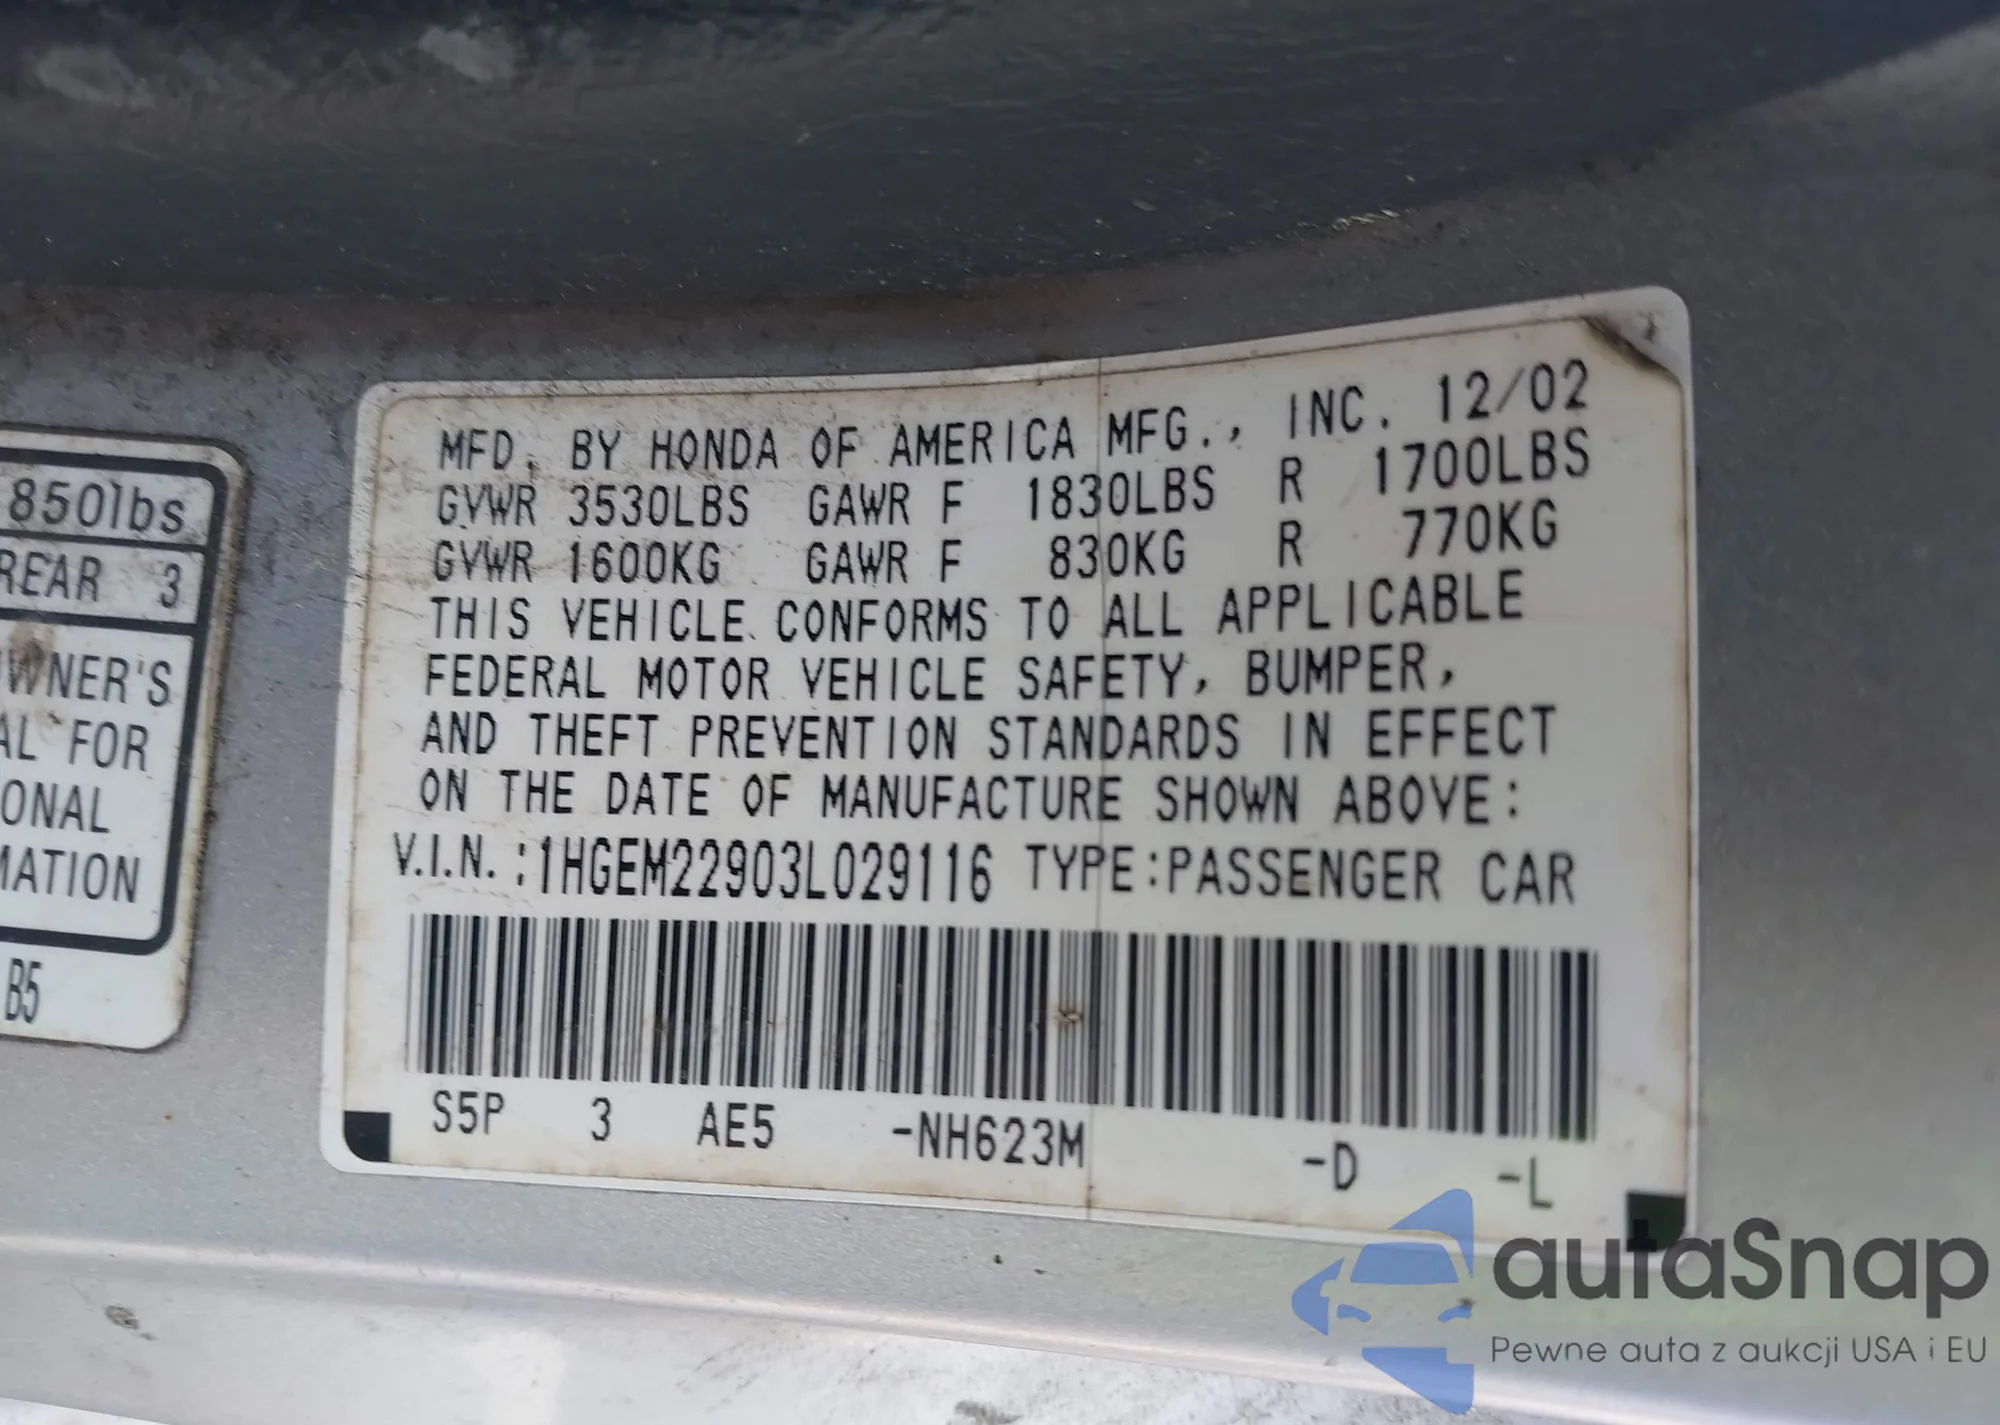 850lbs
REAR 3
OWNER'S
AL FOR
ONAL
MATION
B5
MFD. BY HONDA OF AMERICA MFG., INC. 12/02
GVWR 3530LBS GAWR F 1830LBS R 1700LBS
GVWR 1600KG GAWR F 830KG R 770KG
THIS VEHICLE CONFORMS TO ALL APPLICABLE
FEDERAL MOTOR VEHICLE SAFETY, BUMPER,
AND THEFT PREVENTION STANDARDS IN EFFECT
ON THE DATE OF MANUFACTURE SHOWN ABOVE:
V.I.N.:1HGEM22903L029116 TYPE:PASSENGER CAR
S5P 3 AE5 -NH623M -D -L
autaSnap
Pewne auta z aukcji USA i EU